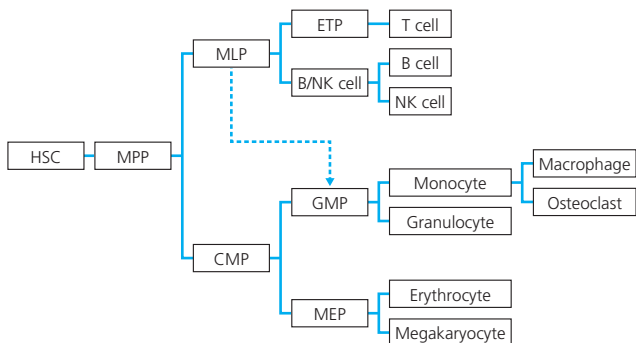 ETP
T cell
MLP
B cell
B/NK cell
NK cell
HSC
MPP
Macrophage
Monocyte
GMP
Osteoclast
Granulocyte
CMP
Erythrocyte
MEP
Megakaryocyte